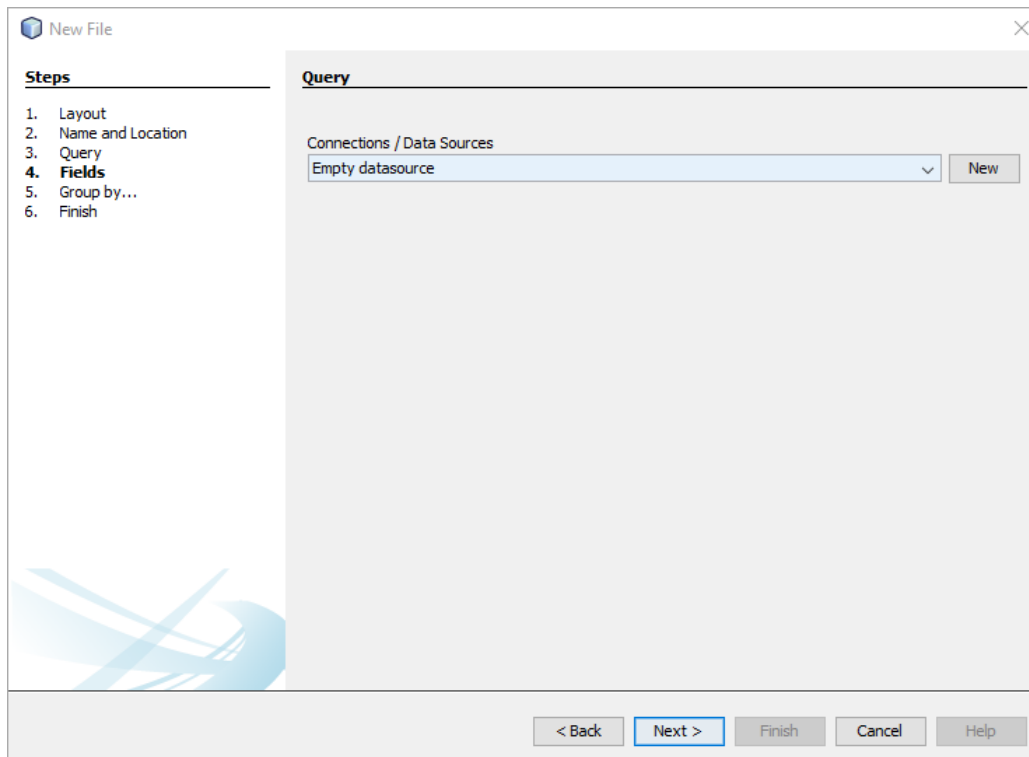 New File
Steps
1. Layout
2. Name and Location
3. Query
4. Fields
5. Group by...
6. Finish
Query
Connections / Data Sources
Empty datasource
New
< Back
Next >
Finish
Cancel
Help